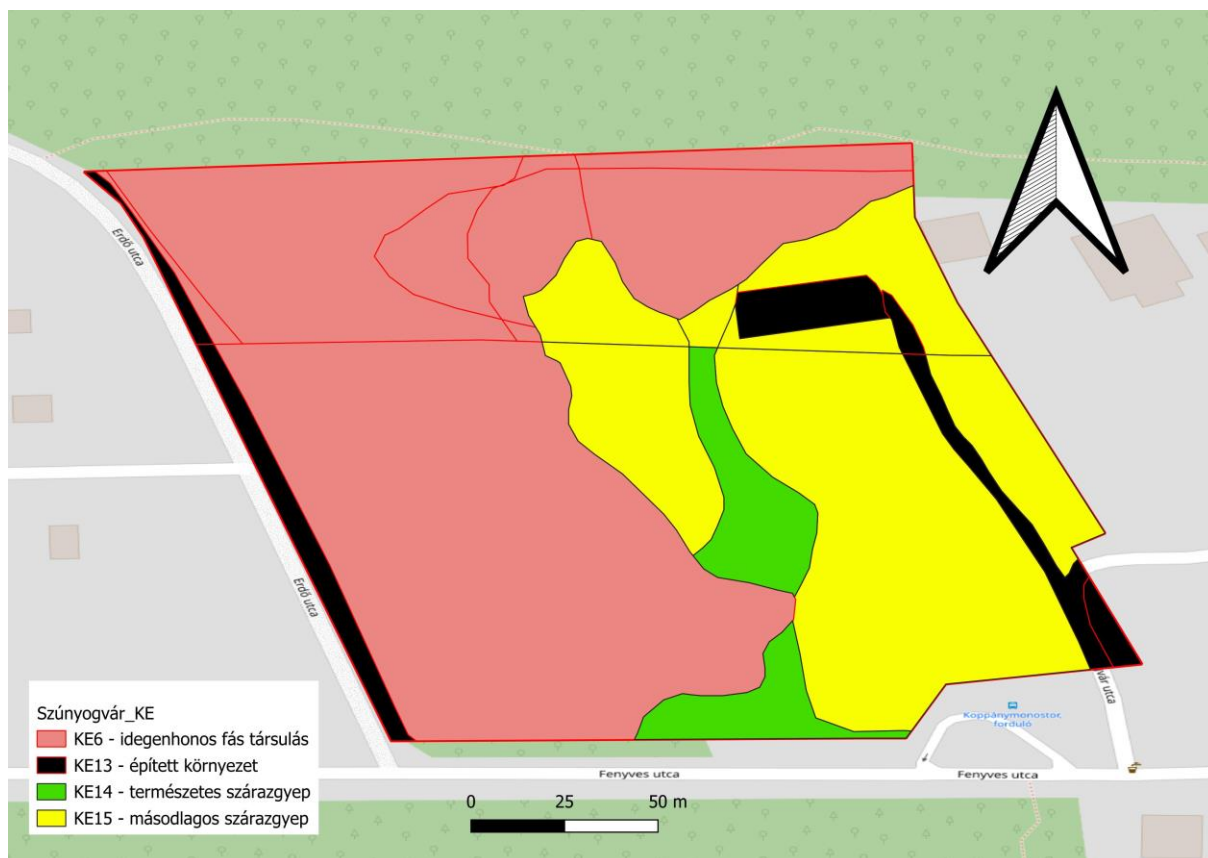 Erdő utca
Erdő utca
vár utca
Koppánymonostor,
forduló
Fenyves utca
Fenyves utca
Szúnyogvár_KE
KE6 - idegenhonos fás társulás
KE13 - épített környezet
KE14 - természetes szárazgyep
KE15 - másodlagos szárazgyep
0 25 50 m